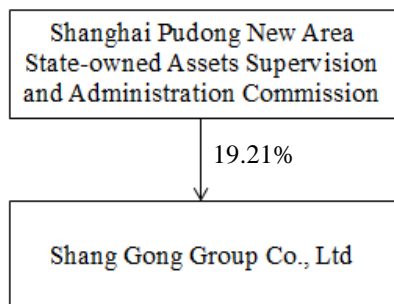 Shanghai Pudong New Area
State-owned Assets Supervision
and Administration Commission
19.21%
Shang Gong Group Co., Ltd